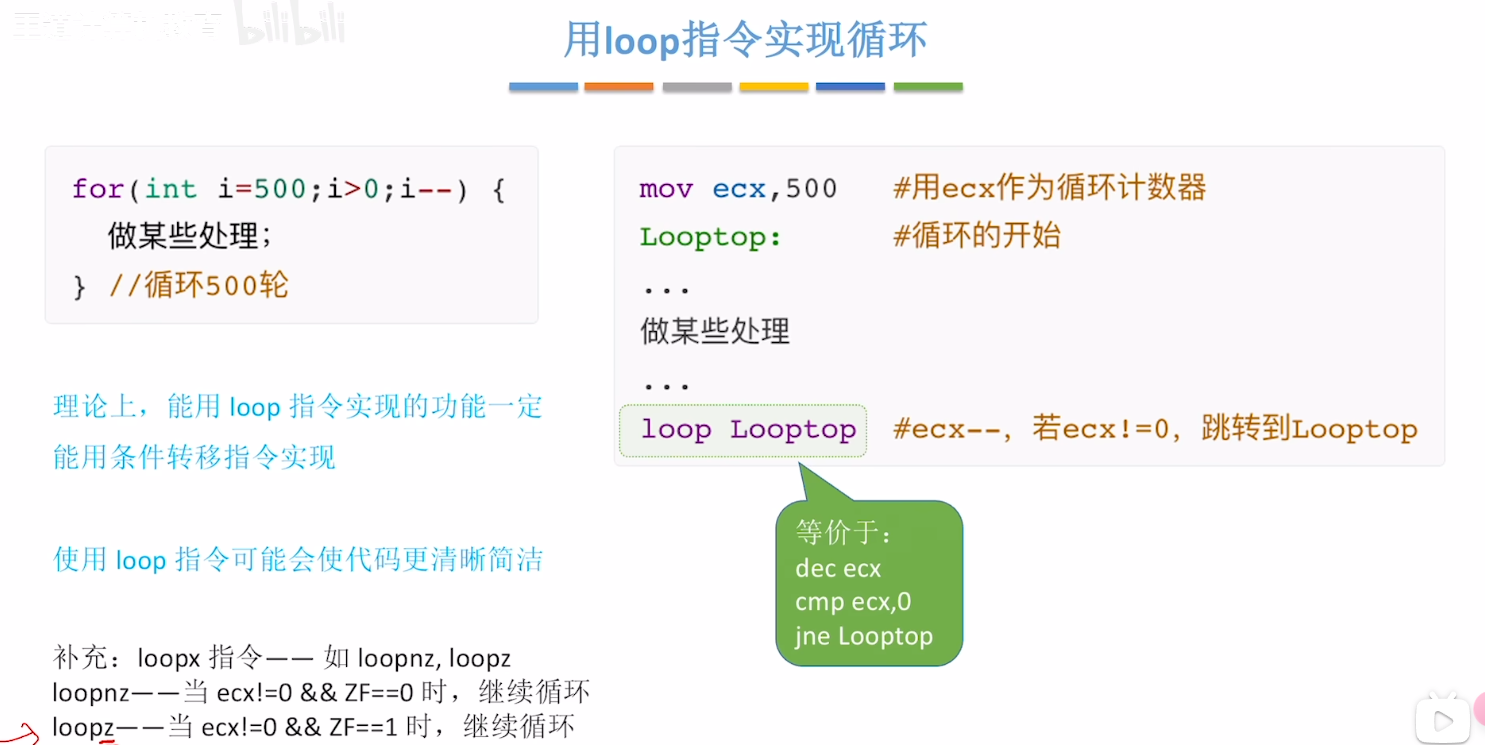 bilibili
用loop指令实现循环
for(int i=500;i>0;i--) {
做某些处理;
} //循环500轮
mov ecx,500 #用ecx作为循环计数器
Looptop: #循环的开始
...
做某些处理
...
loop Looptop #ecx--，若ecx!=0，跳转到Looptop
等价于：
dec ecx
cmp ecx,0
jne Looptop
理论上，能用 loop 指令实现的功能一定
能用条件转移指令实现
使用 loop 指令可能会使代码更清晰简洁
补充：loopx 指令—— 如 loopnz, loopz
loopnz——当 ecx!=0 && ZF==0 时，继续循环
loopz——当 ecx!=0 && ZF==1 时，继续循环